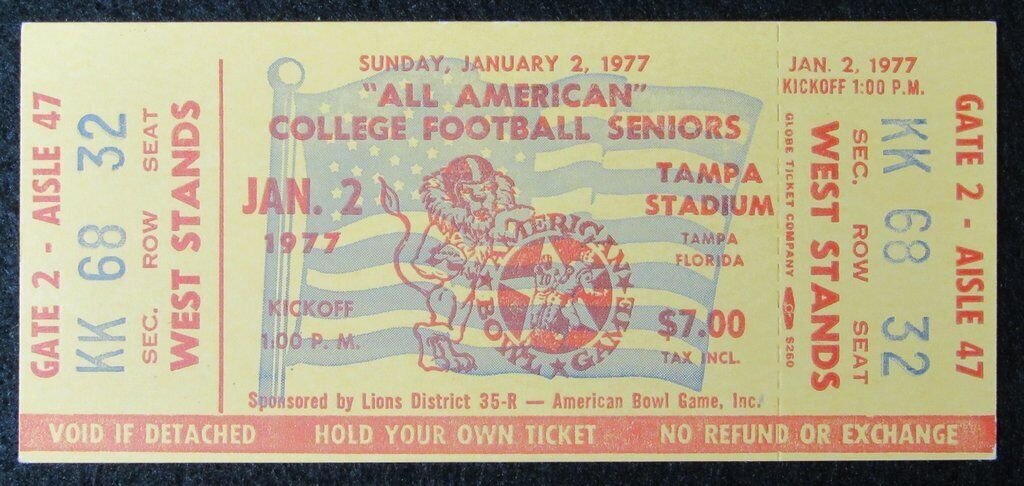 GATE 2 - AISLE 47
KK 68 32
SEC. ROW SEAT
WEST STANDS
SUNDAY, JANUARY 2, 1977
"ALL AMERICAN"
COLLEGE FOOTBALL SENIORS
JAN. 2
1977
KICKOFF
1:00 P. M.
AMERICAN
BOWL GAME
TAMPA
STADIUM
TAMPA
FLORIDA
$7.00
TAX INCL.
Sponsored by Lions District 35-R — American Bowl Game, Inc.
JAN. 2, 1977
KICKOFF 1:00 P.M.
GLOBE TICKET COMPANY
S260
WEST STANDS
SEC. ROW SEAT
KK 68 32
GATE 2 - AISLE 47
VOID IF DETACHED HOLD YOUR OWN TICKET NO REFUND OR EXCHANGE